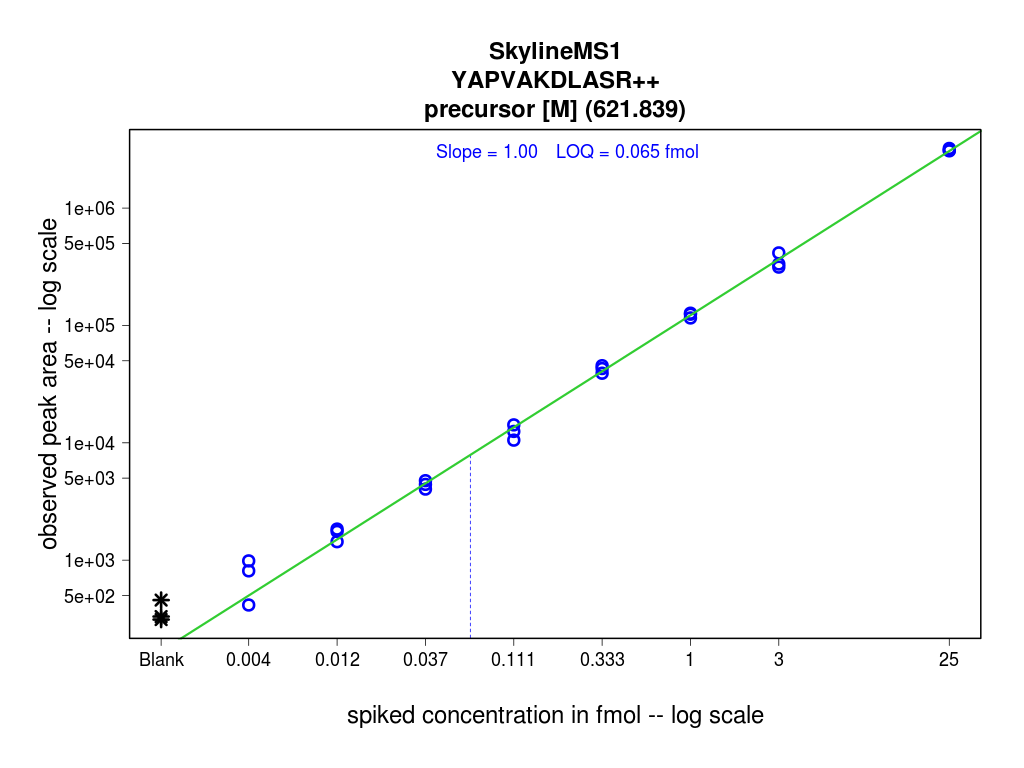 SkylineMS1
YAPVAKDLASR++
precursor [M] (621.839)
Slope = 1.00 LOQ = 0.065 fmol
observed peak area -- log scale
1e+06
5e+05
1e+05
5e+04
1e+04
5e+03
1e+03
5e+02
Blank 0.004 0.012 0.037 0.111 0.333 1 3 25
spiked concentration in fmol -- log scale